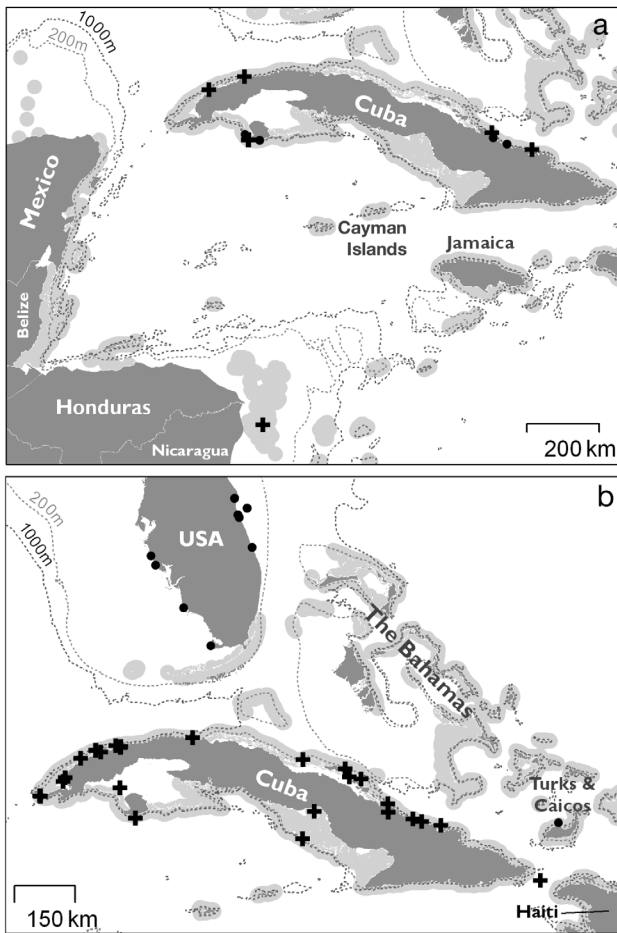 a
1000m
200m
Cuba
Mexico
Cayman
Islands
Jamaica
Belize
Honduras
Nicaragua
200 km
b
200m
1000m
USA
The Bahamas
Cuba
Turks &
Caicos
150 km
Haiti